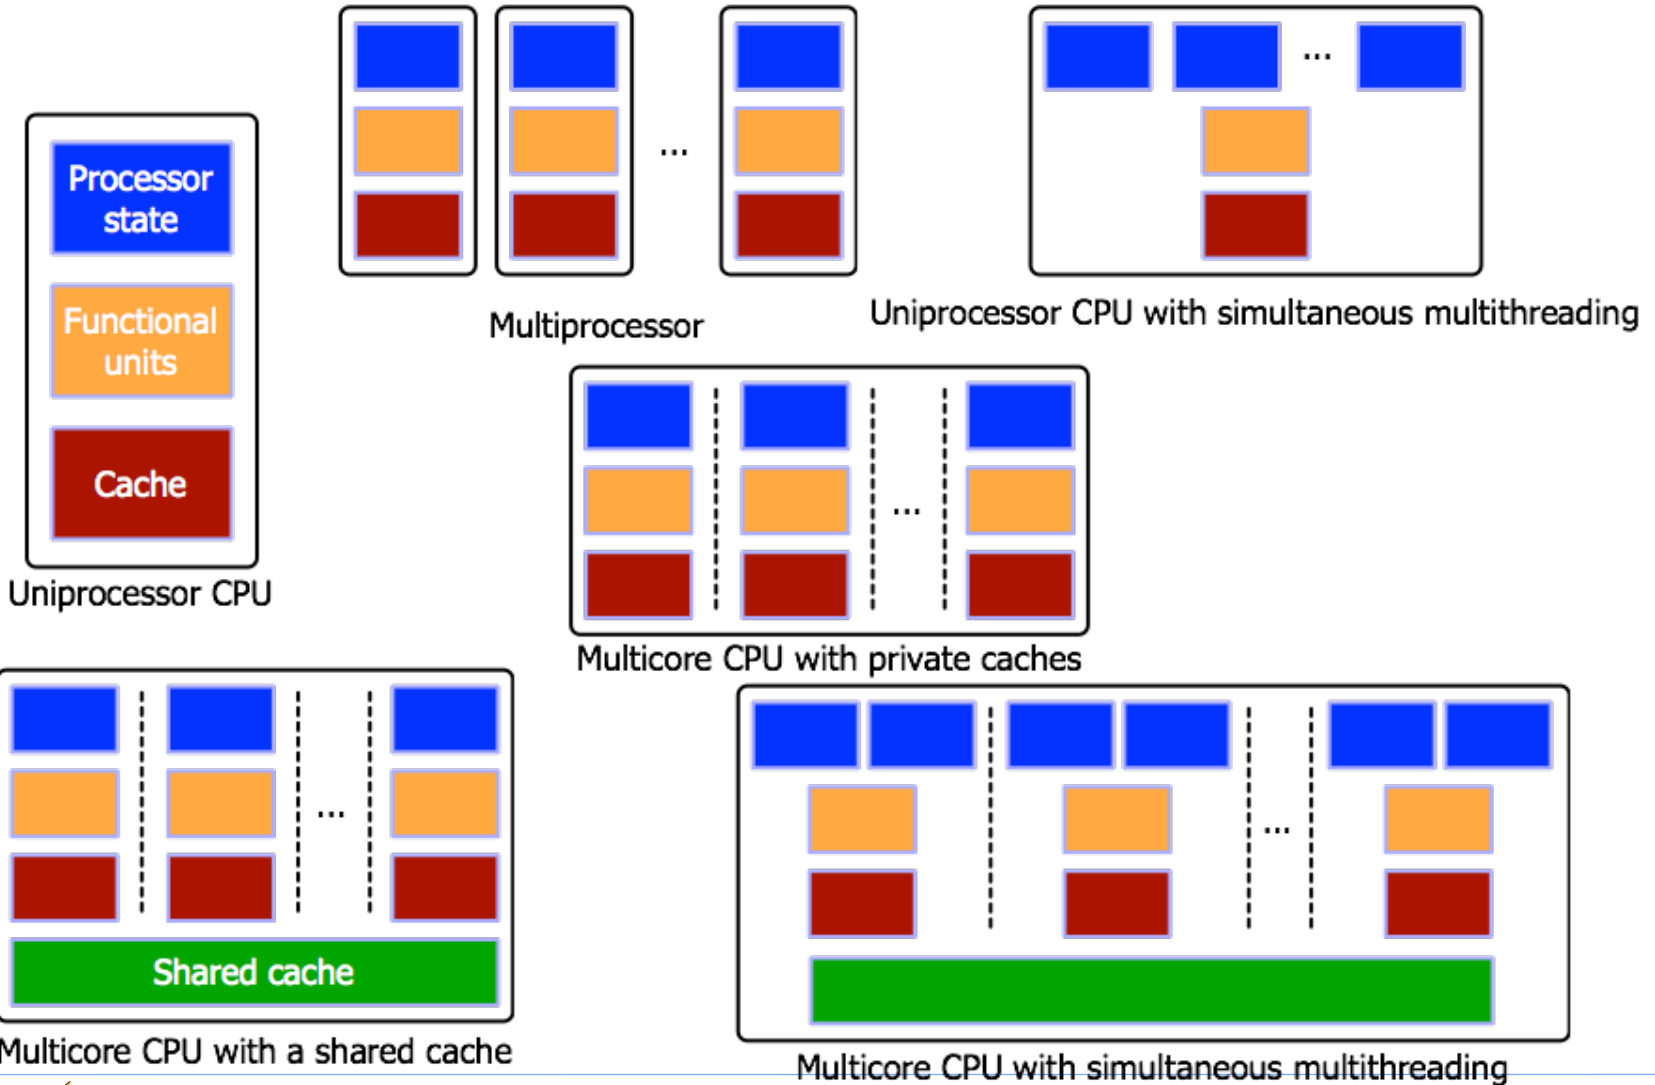 Processor
state
Functional
units
Cache
Uniprocessor CPU
...
Multiprocessor
...
Uniprocessor CPU with simultaneous multithreading
...
Multicore CPU with private caches
...
Shared cache
Multicore CPU with a shared cache
...
Multicore CPU with simultaneous multithreading